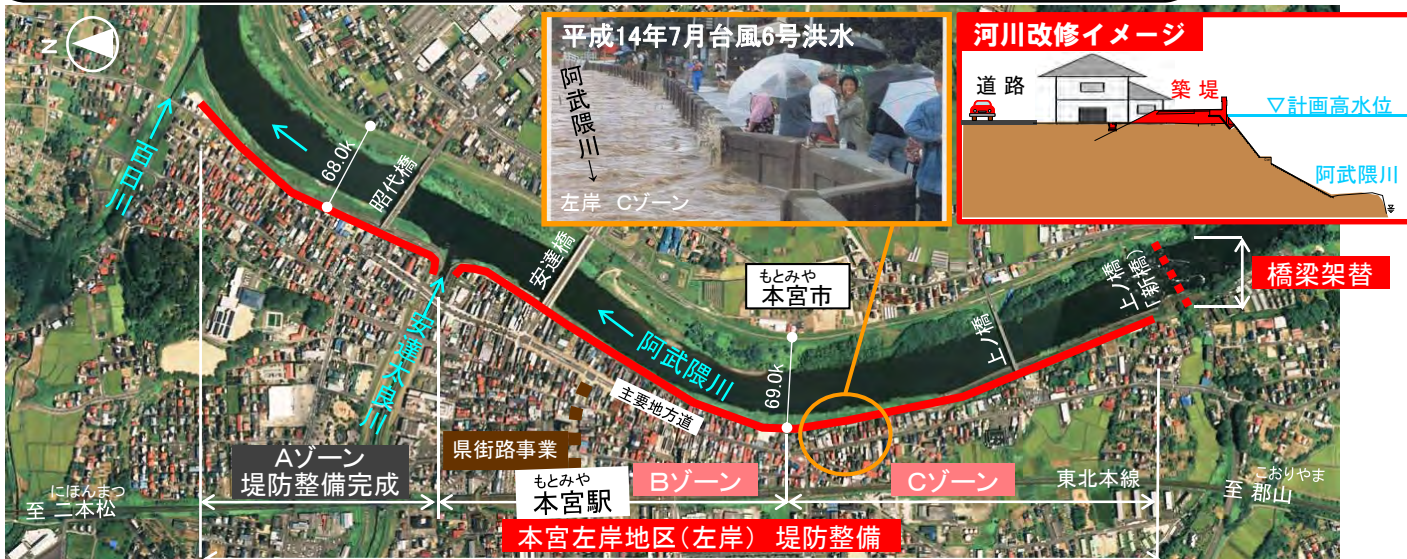 N
平成14年7月台風6号洪水
阿武隈川→
左岸 Cゾーン
河川改修イメージ
道路
築堤
▽計画高水位
阿武隈川
百日川
68.0k
昭代橋
安達橋
もとみや
本宮市
上ノ橋
上ノ橋
(新橋)
橋梁架替
安達太良川
阿武隈川
主要地方道
69.0k
県街路事業
Aゾーン
堤防整備完成
もとみや
本宮駅
Bゾーン
Cゾーン
東北本線
にほんまつ
至 二本松
こおりやま
至 郡山
本宮左岸地区(左岸) 堤防整備